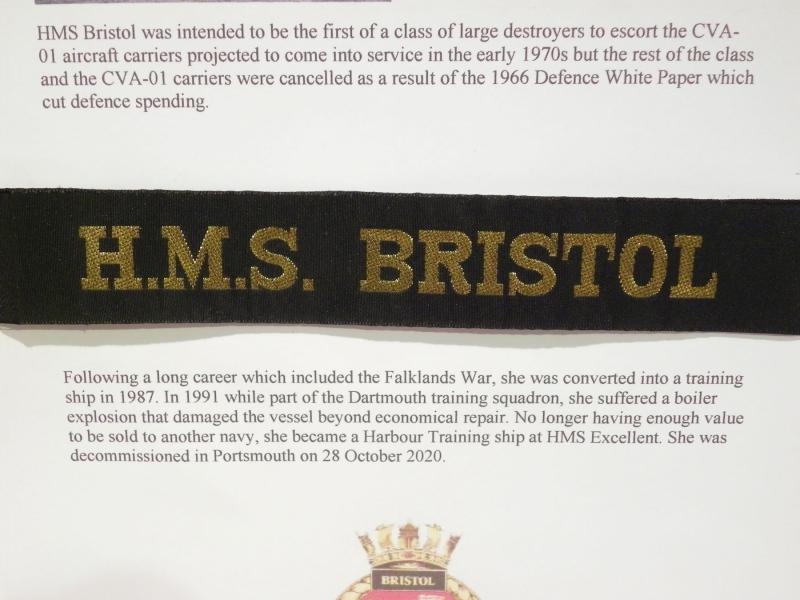 HMS Bristol was intended to be the first of a class of large destroyers to escort the CVA-
01 aircraft carriers projected to come into service in the early 1970s but the rest of the class
and the CVA-01 carriers were cancelled as a result of the 1966 Defence White Paper which
cut defence spending.
H.M.S. BRISTOL
Following a long career which included the Falklands War, she was converted into a training
ship in 1987. In 1991 while part of the Dartmouth training squadron, she suffered a boiler
explosion that damaged the vessel beyond economical repair. No longer having enough value
to be sold to another navy, she became a Harbour Training ship at HMS Excellent. She was
decommissioned in Portsmouth on 28 October 2020.
BRISTOL